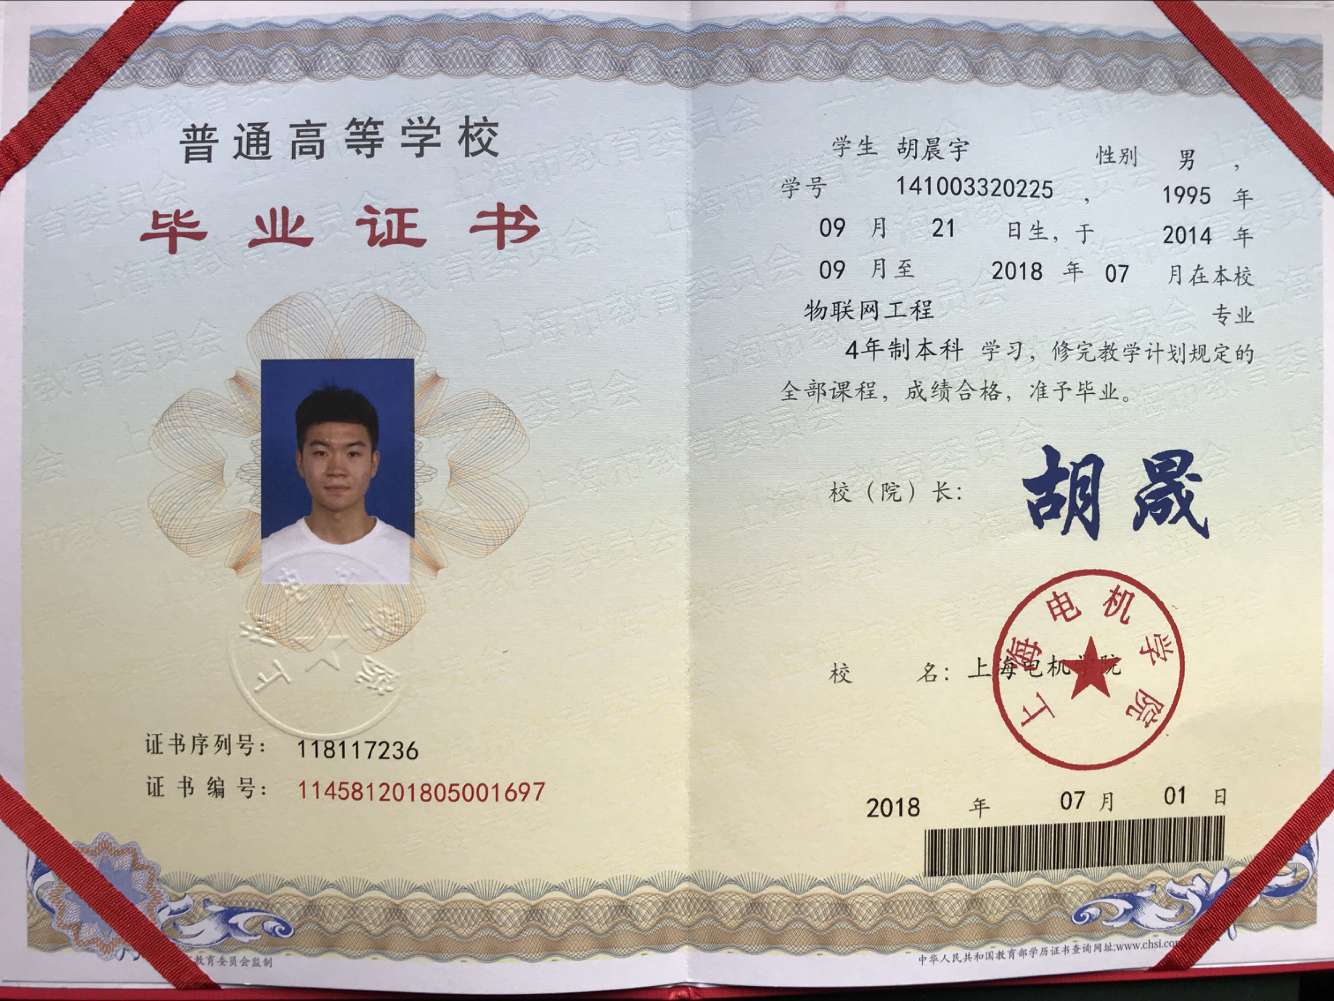 普通高等学校
毕业证书
证书序列号: 118117236
证书编号: 114581201805001697
教育委员会监制
学生 胡晨宇 性别 男,
学号 141003320225, 1995 年
09 月 21 日生, 于 2014 年
09 月至 2018 年 07 月在本校
物联网工程 专业
4年制本科 学习, 修完教学计划规定的
全部课程, 成绩合格, 准予毕业。
校(院)长: 胡晟
校 名: 上海电机学院
上海电机学院
2018 年 07 月 01 日
中华人民共和国教育部学历证书查询网址:www.chsi.co